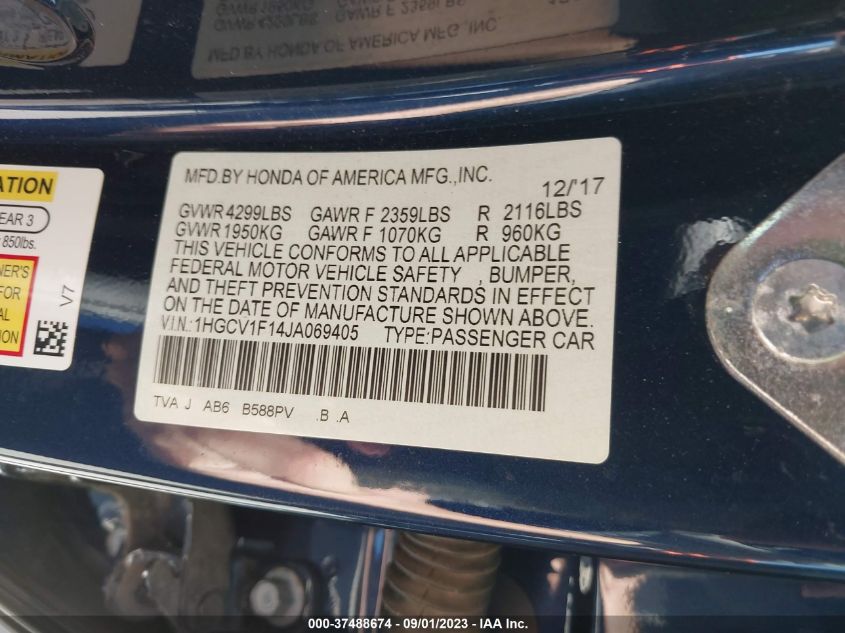 MFD.BY HONDA OF AMERICA MFG.,INC.
ATION
MFD.BY HONDA OF AMERICA MFG.,INC.
12/'17
EAR 3
850lbs.
NER'S
FOR
AL
V7
GVWR 4299LBS GAWR F 2359LBS R 2116LBS
GVWR 1950KG GAWR F 1070KG R 960KG
THIS VEHICLE CONFORMS TO ALL APPLICABLE
FEDERAL MOTOR VEHICLE SAFETY , BUMPER,
AND THEFT PREVENTION STANDARDS IN EFFECT
ON THE DATE OF MANUFACTURE SHOWN ABOVE.
V.I.N.:1HGCV1F14JA069405 TYPE:PASSENGER CAR
TVA J AB6 B588PV .B .A
000-37488674 - 09/01/2023 - IAA Inc.